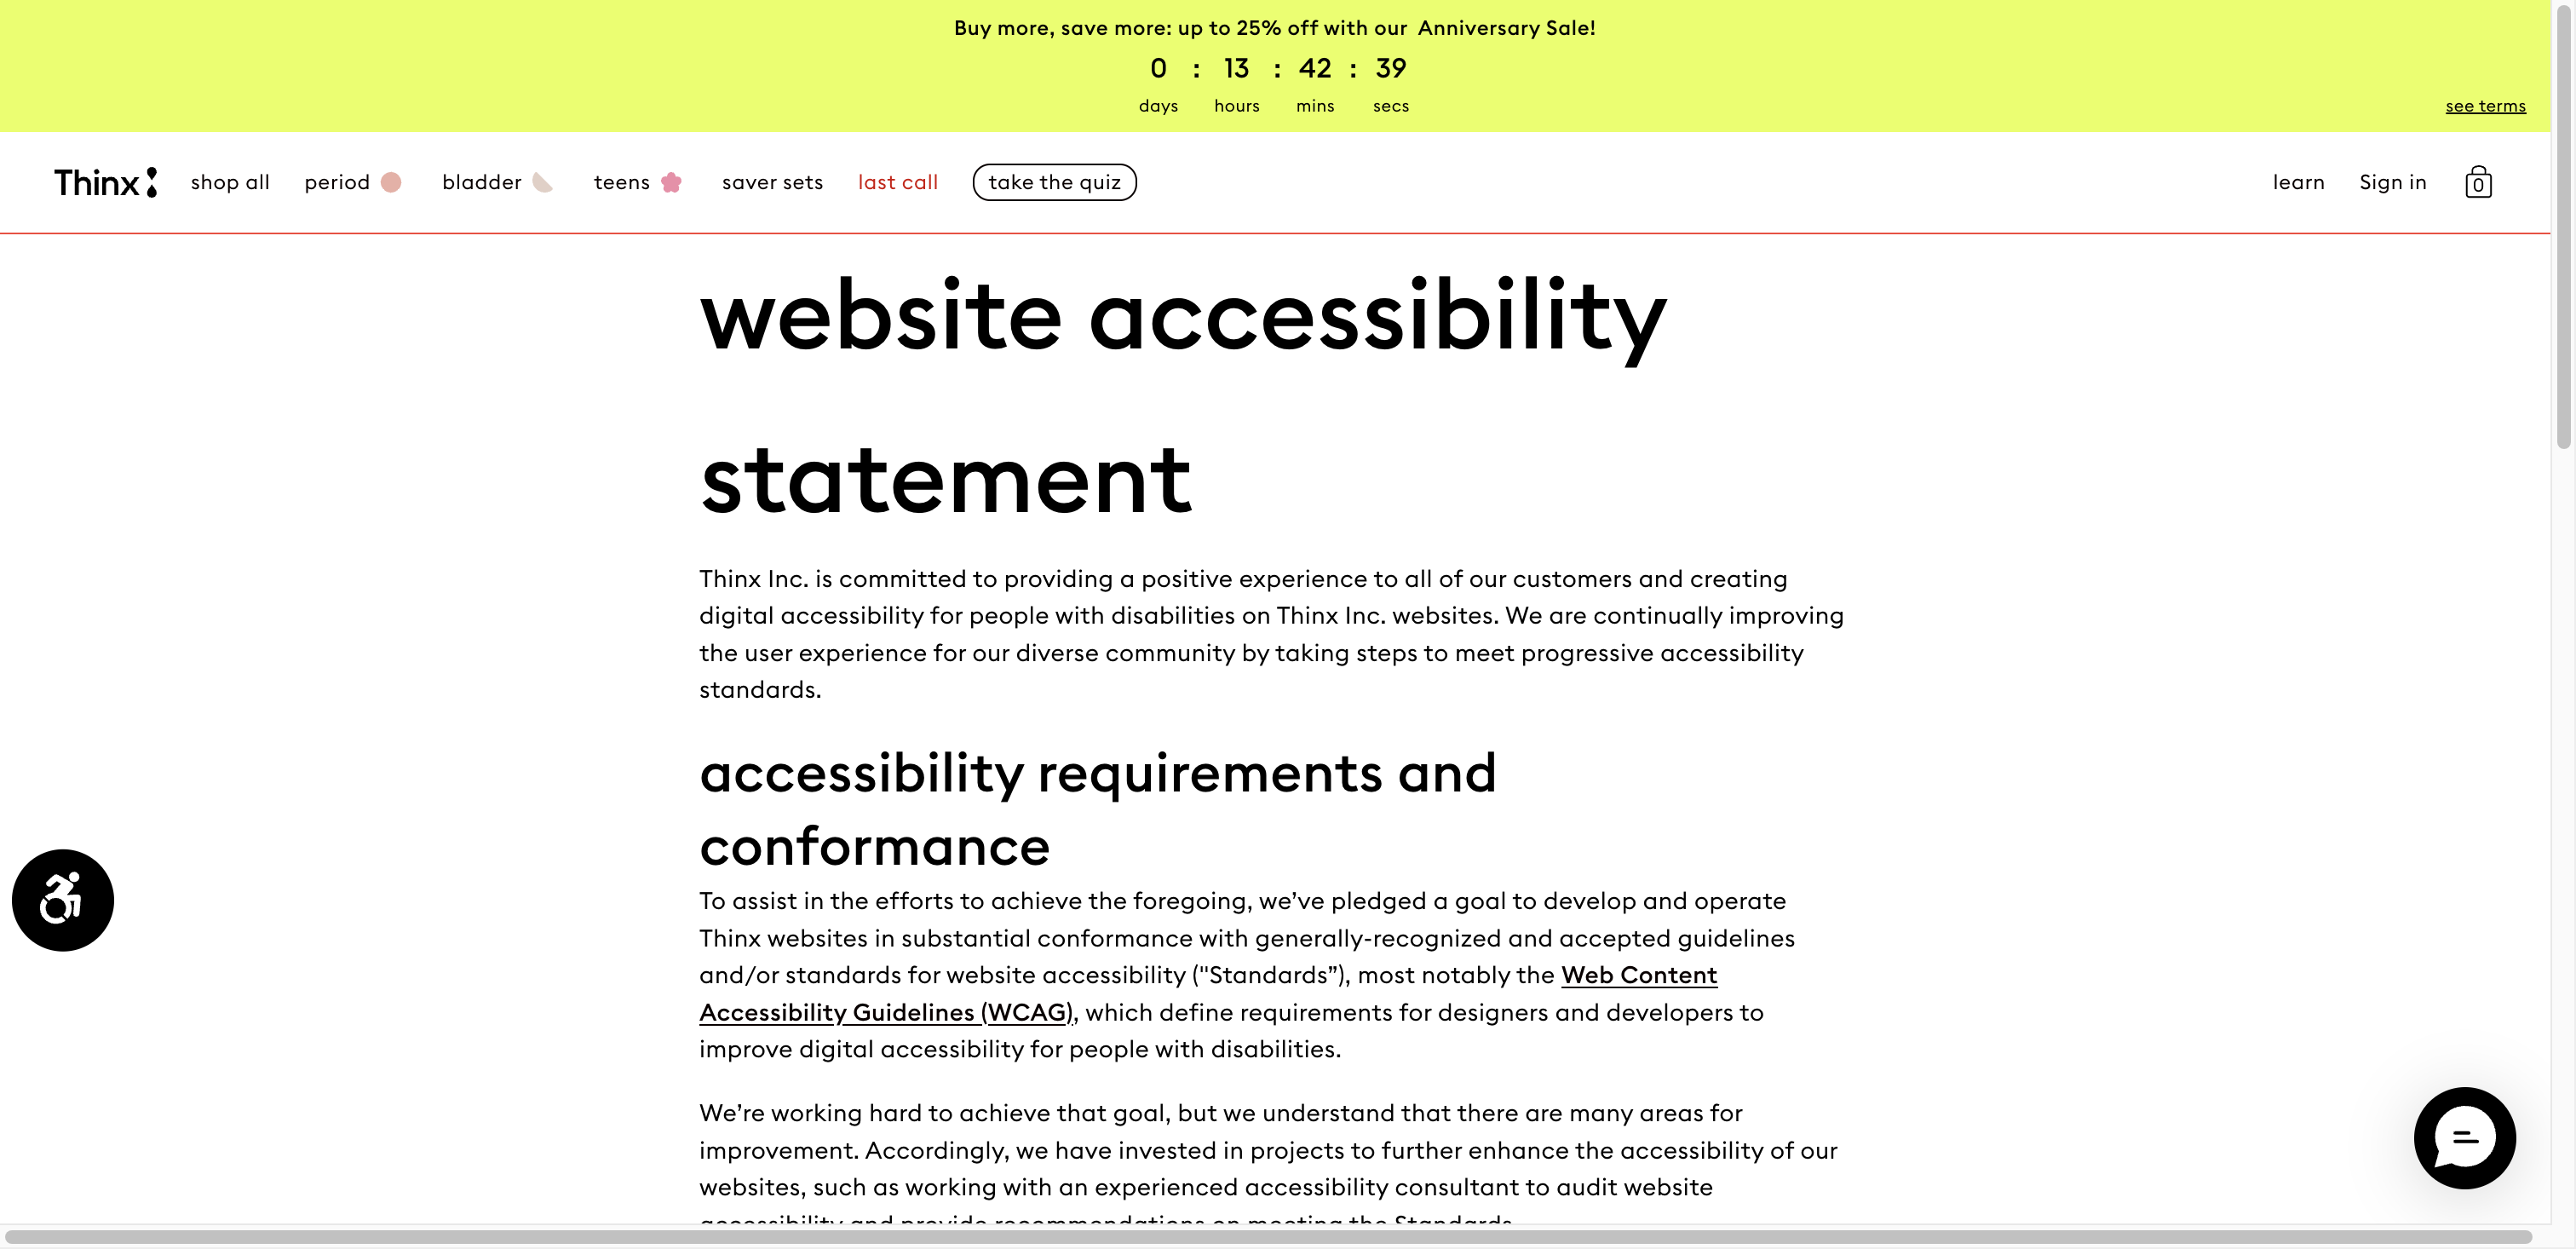 Buy more, save more: up to 25% off with our Anniversary Sale!
0 : 13 : 42 : 39
days hours mins secs
see terms
Thinx shop all period bladder teens saver sets last call take the quiz learn Sign in 0
website accessibility
statement
Thinx Inc. is committed to providing a positive experience to all of our customers and creating
digital accessibility for people with disabilities on Thinx Inc. websites. We are continually improving
the user experience for our diverse community by taking steps to meet progressive accessibility
standards.
accessibility requirements and
conformance
To assist in the efforts to achieve the foregoing, we’ve pledged a goal to develop and operate
Thinx websites in substantial conformance with generally-recognized and accepted guidelines
and/or standards for website accessibility ("Standards”), most notably the Web Content
Accessibility Guidelines (WCAG), which define requirements for designers and developers to
improve digital accessibility for people with disabilities.
We’re working hard to achieve that goal, but we understand that there are many areas for
improvement. Accordingly, we have invested in projects to further enhance the accessibility of our
websites, such as working with an experienced accessibility consultant to audit website
accessibility and provide recommendations on meeting the Standards.